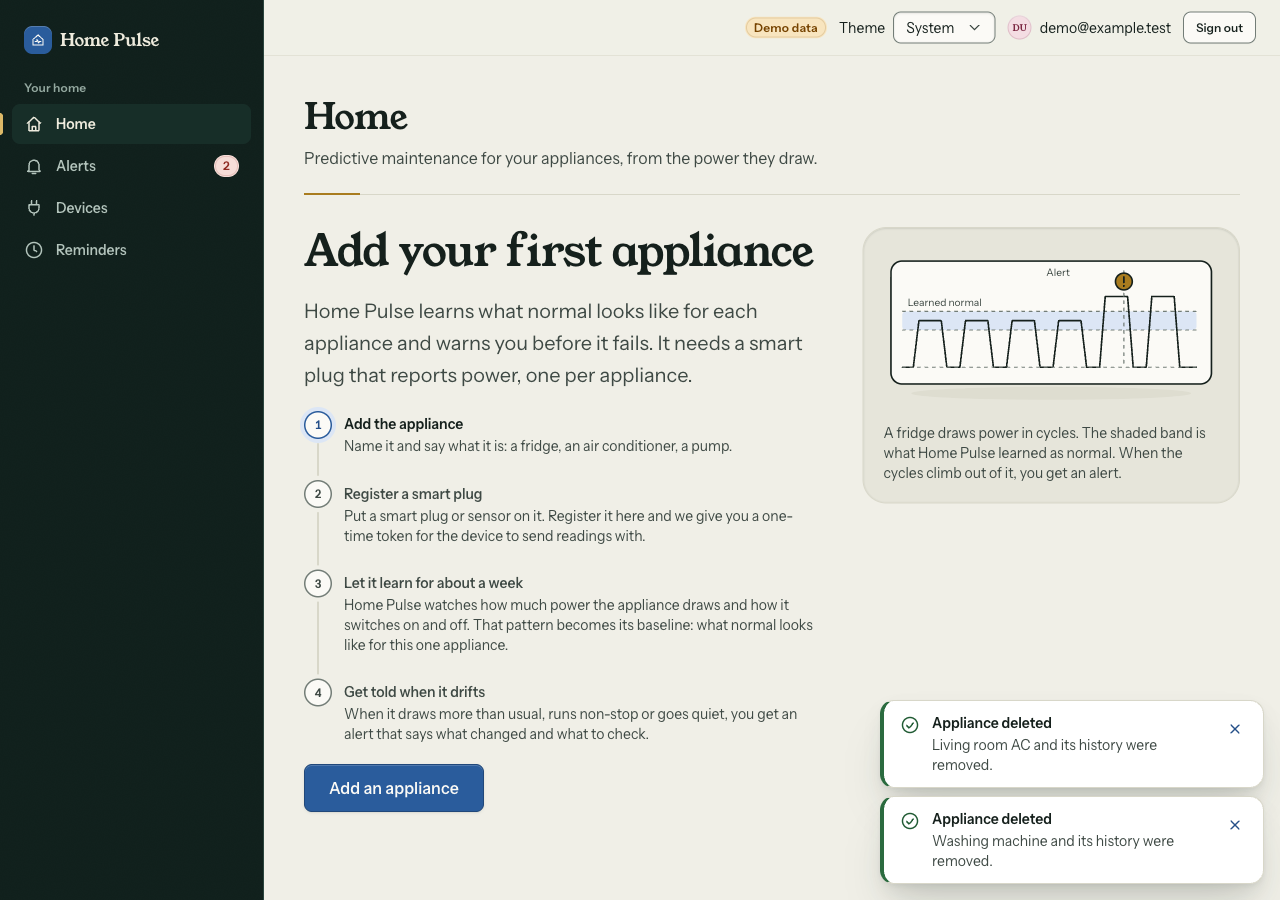 Home Pulse
Your home
Home
Alerts
2
Devices
Reminders
Demo data
Theme
System
DU
demo@example.test
Sign out
Home
Predictive maintenance for your appliances, from the power they draw.
Add your first appliance
Home Pulse learns what normal looks like for each
appliance and warns you before it fails. It needs a smart
plug that reports power, one per appliance.
1
Add the appliance
Name it and say what it is: a fridge, an air conditioner, a pump.
2
Register a smart plug
Put a smart plug or sensor on it. Register it here and we give you a one-
time token for the device to send readings with.
3
Let it learn for about a week
Home Pulse watches how much power the appliance draws and how it
switches on and off. That pattern becomes its baseline: what normal looks
like for this one appliance.
4
Get told when it drifts
When it draws more than usual, runs non-stop or goes quiet, you get an
alert that says what changed and what to check.
Add an appliance
Alert
!
Learned normal
A fridge draws power in cycles. The shaded band is
what Home Pulse learned as normal. When the
cycles climb out of it, you get an alert.
Appliance deleted
Living room AC and its history were
removed.
Appliance deleted
Washing machine and its history were
removed.